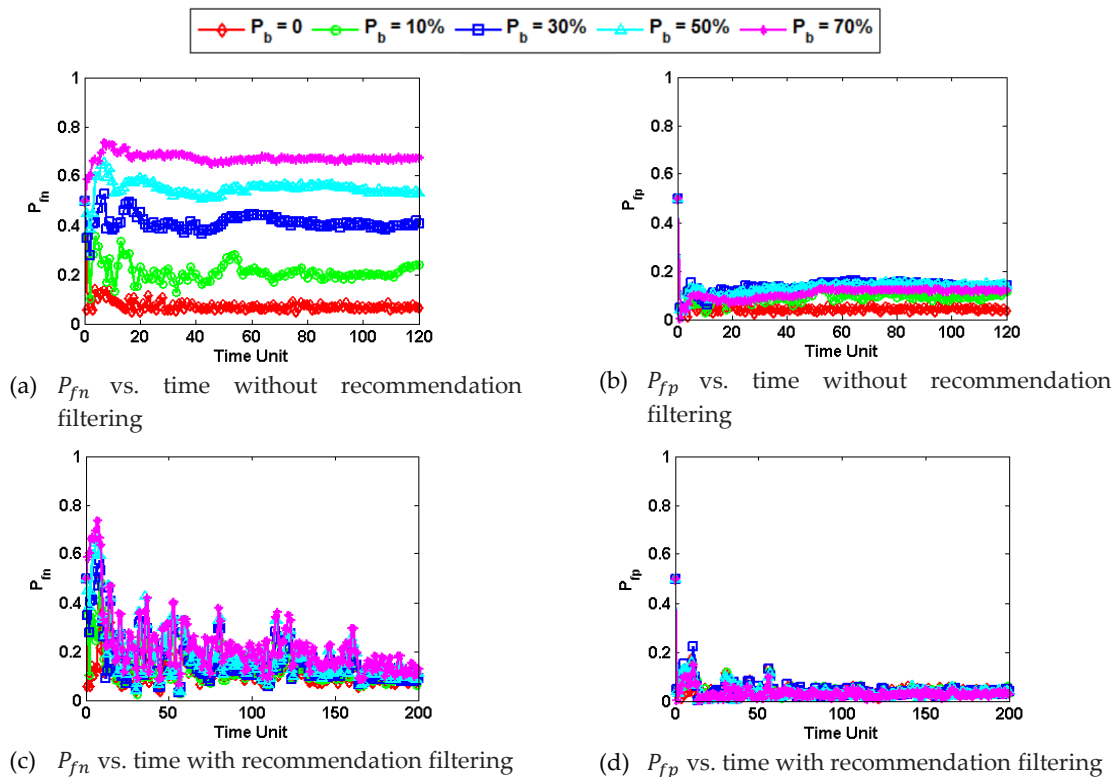 P_b = 0 P_b = 10% P_b = 30% P_b = 50% P_b = 70%
1
0.8
0.6
0.4
0.2
0
P_fn
0 20 40 60 80 100 120
Time Unit
(a) P_fn vs. time without recommendation
filtering
1
0.8
0.6
0.4
0.2
0
P_fp
0 20 40 60 80 100 120
Time Unit
(b) P_fp vs. time without recommendation
filtering
1
0.8
0.6
0.4
0.2
0
P_fn
0 50 100 150 200
Time Unit
(c) P_fn vs. time with recommendation filtering
1
0.8
0.6
0.4
0.2
0
P_fp
0 50 100 150 200
Time Unit
(d) P_fp vs. time with recommendation filtering